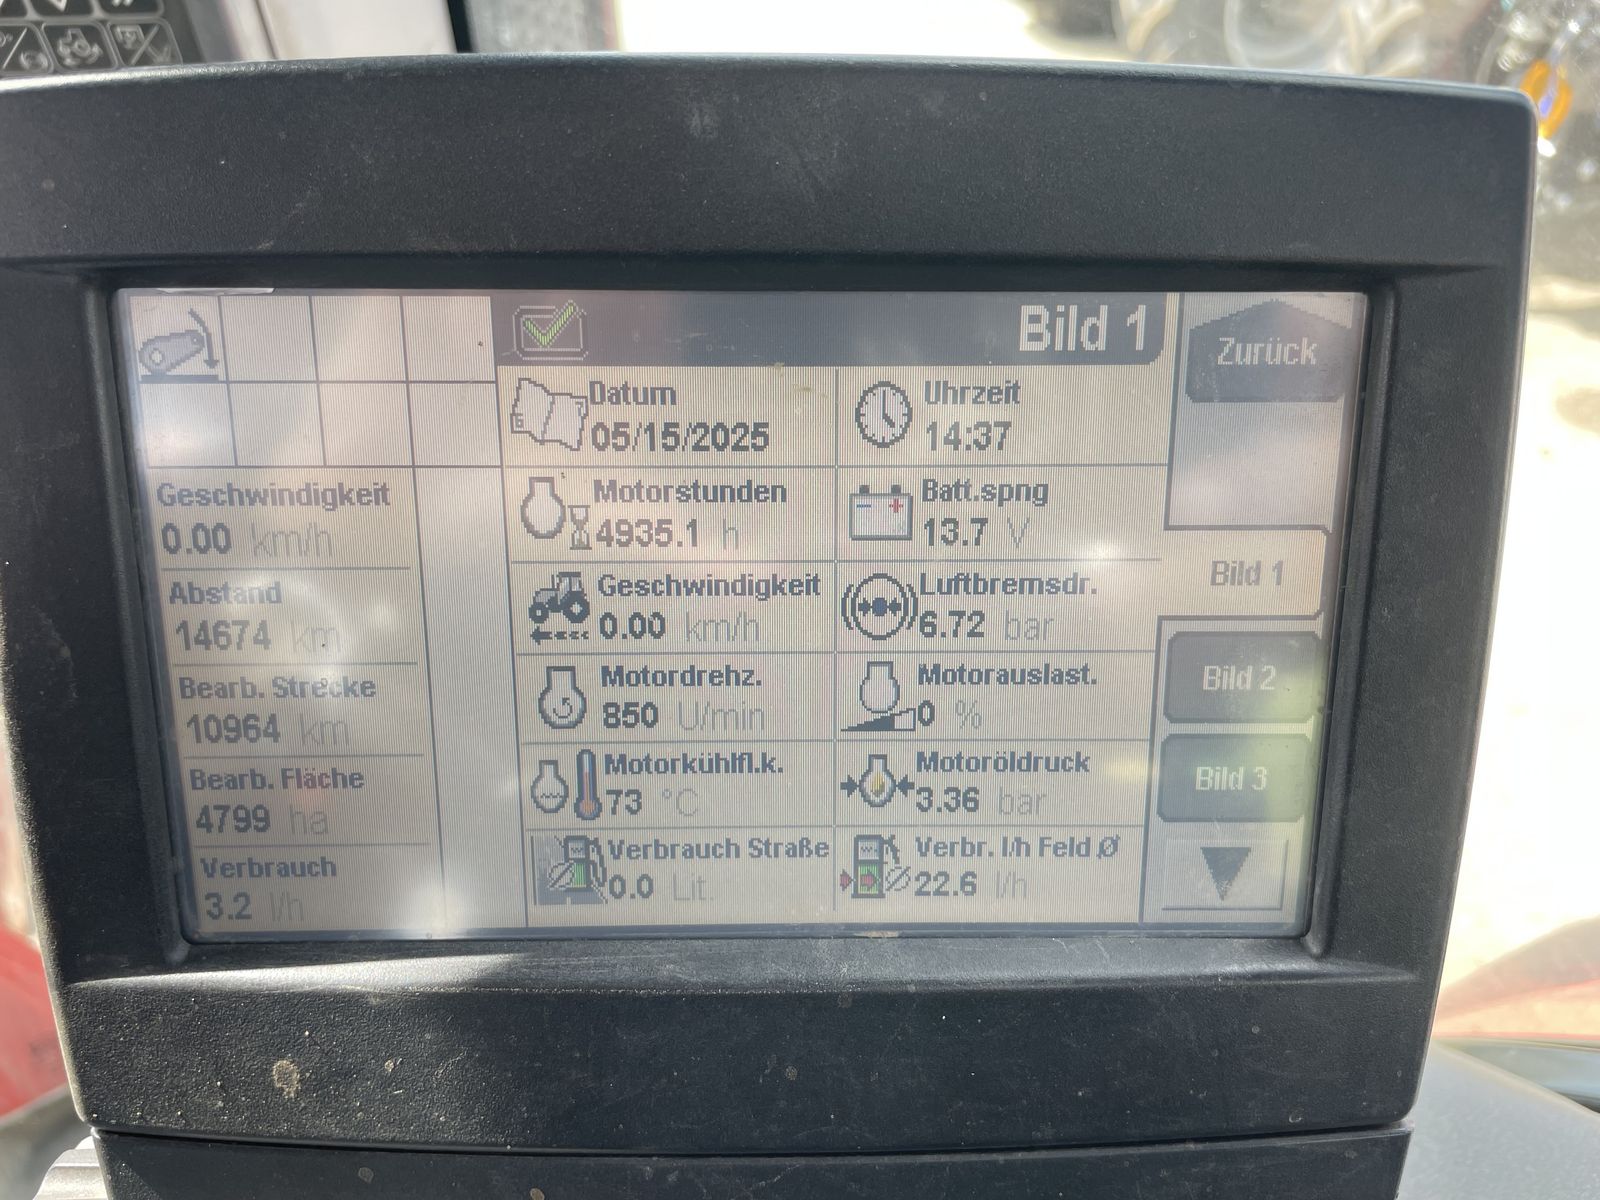 Bild 1
Zurück
Datum
05/15/2025
Uhrzeit
14:37
Motorstunden
4935.1 h
Batt.spng
13.7 V
Geschwindigkeit
0.00 km/h
Luftbremsdr.
6.72 bar
Motordrehz.
850 U/min
Motorauslast.
0 %
Motorkühlfl.k.
73 °C
Motoröldruck
3.36 bar
Verbrauch Straße
0.0 Lit.
Verbr. l/h Feld Ø
22.6 l/h
Geschwindigkeit
0.00 km/h
Abstand
14674 km
Bearb. Strecke
10964 km
Bearb. Fläche
4799 ha
Verbrauch
3.2 l/h
Bild 1
Bild 2
Bild 3